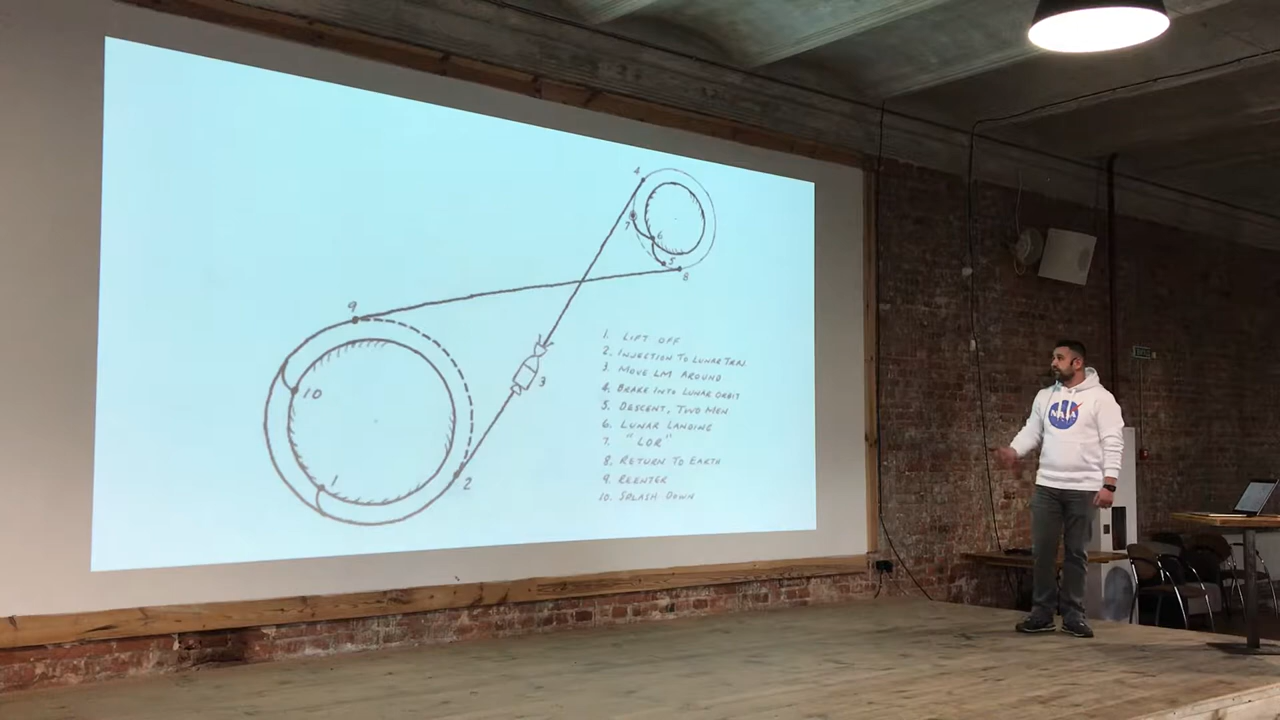 4
7
6
5
8
9
3
10
1
2
1. LIFT OFF
2. INJECTION TO LUNAR TRAJ.
3. MOVE LM AROUND
4. BRAKE INTO LUNAR ORBIT
5. DESCENT, TWO MEN
6. LUNAR LANDING
7. "LOR"
8. RETURN TO EARTH
9. REENTER
10. SPLASH DOWN
NASA